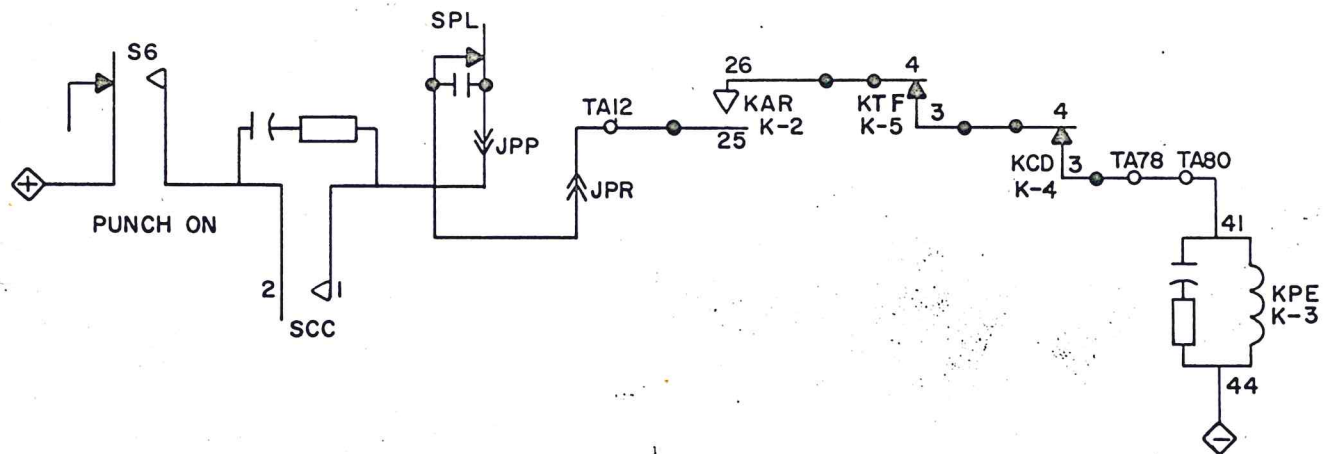 S6
PUNCH ON
2
1
SCC
SPL
JPP
JPR
TA12
26
KAR
K-2
25
4
KTF
K-5
3
4
KCD
K-4
3
TA78
TA80
41
KPE
K-3
44